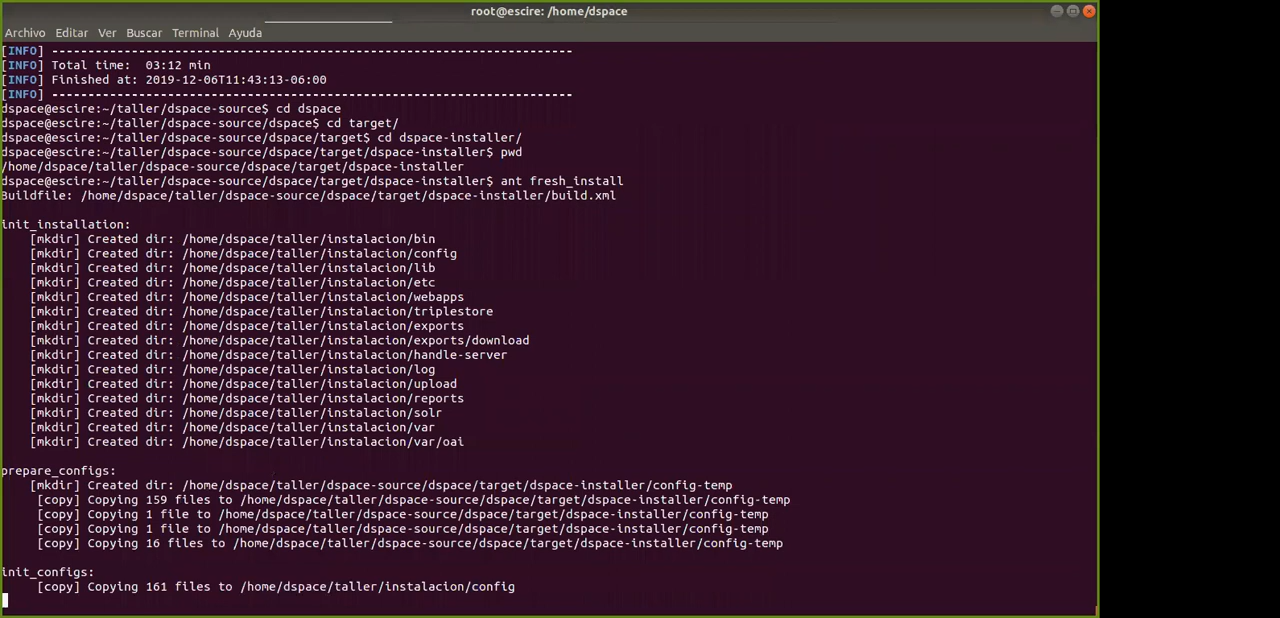 root@escire: /home/dspace
Archivo Editar Ver Buscar Terminal Ayuda
[INFO] ------------------------------------------------------------------------
[INFO] Total time:  03:12 min
[INFO] Finished at: 2019-12-06T11:43:13-06:00
[INFO] ------------------------------------------------------------------------
dspace@escire:~/taller/dspace-source$ cd dspace
dspace@escire:~/taller/dspace-source/dspace$ cd target/
dspace@escire:~/taller/dspace-source/dspace/target$ cd dspace-installer/
dspace@escire:~/taller/dspace-source/dspace/target/dspace-installer$ pwd
/home/dspace/taller/dspace-source/dspace/target/dspace-installer
dspace@escire:~/taller/dspace-source/dspace/target/dspace-installer$ ant fresh_install
Buildfile: /home/dspace/taller/dspace-source/dspace/target/dspace-installer/build.xml
init_installation:
[mkdir] Created dir: /home/dspace/taller/instalacion/bin
[mkdir] Created dir: /home/dspace/taller/instalacion/config
[mkdir] Created dir: /home/dspace/taller/instalacion/lib
[mkdir] Created dir: /home/dspace/taller/instalacion/etc
[mkdir] Created dir: /home/dspace/taller/instalacion/webapps
[mkdir] Created dir: /home/dspace/taller/instalacion/triplestore
[mkdir] Created dir: /home/dspace/taller/instalacion/exports
[mkdir] Created dir: /home/dspace/taller/instalacion/exports/download
[mkdir] Created dir: /home/dspace/taller/instalacion/handle-server
[mkdir] Created dir: /home/dspace/taller/instalacion/log
[mkdir] Created dir: /home/dspace/taller/instalacion/upload
[mkdir] Created dir: /home/dspace/taller/instalacion/reports
[mkdir] Created dir: /home/dspace/taller/instalacion/solr
[mkdir] Created dir: /home/dspace/taller/instalacion/var
[mkdir] Created dir: /home/dspace/taller/instalacion/var/oai
prepare_configs:
[mkdir] Created dir: /home/dspace/taller/dspace-source/dspace/target/dspace-installer/config-temp
[copy] Copying 159 files to /home/dspace/taller/dspace-source/dspace/target/dspace-installer/config-temp
[copy] Copying 1 file to /home/dspace/taller/dspace-source/dspace/target/dspace-installer/config-temp
[copy] Copying 1 file to /home/dspace/taller/dspace-source/dspace/target/dspace-installer/config-temp
[copy] Copying 16 files to /home/dspace/taller/dspace-source/dspace/target/dspace-installer/config-temp
init_configs:
[copy] Copying 161 files to /home/dspace/taller/instalacion/config